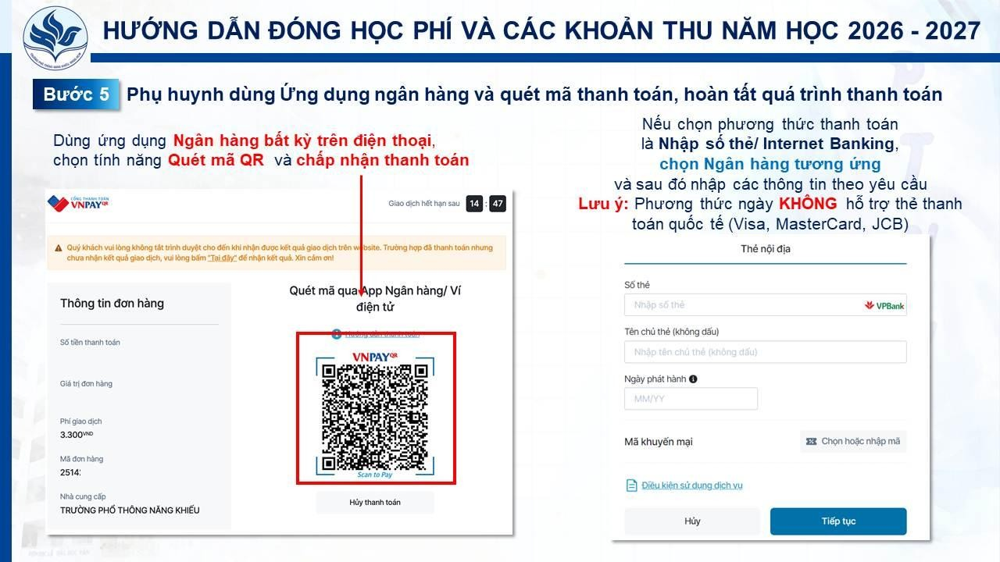 HƯỚNG DẪN ĐÓNG HỌC PHÍ VÀ CÁC KHOẢN THU NĂM HỌC 2026 - 2027
Bước 5
Phụ huynh dùng Ứng dụng ngân hàng và quét mã thanh toán, hoàn tất quá trình thanh toán
Dùng ứng dụng Ngân hàng bất kỳ trên điện thoại,
chọn tính năng Quét mã QR và chấp nhận thanh toán
CỔNG THANH TOÁN
VNPAYQR
Giao dịch hết hạn sau 14 : 47
Quý khách vui lòng không tắt trình duyệt cho đến khi nhận được kết quả giao dịch trên website. Trường hợp đã thanh toán nhưng
chưa nhận kết quả giao dịch, vui lòng bấm "Tại đây" để nhận kết quả. Xin cảm ơn!
Thông tin đơn hàng
Số tiền thanh toán
Giá trị đơn hàng
Phí giao dịch
3.300VND
Mã đơn hàng
2514
Nhà cung cấp
TRƯỜNG PHỔ THÔNG NĂNG KHIẾU
Quét mã qua App Ngân hàng/ Ví
điện tử
Hướng dẫn thanh toán
VNPAYQR
Scan to Pay
Hủy thanh toán
Nếu chọn phương thức thanh toán
là Nhập số thẻ/ Internet Banking,
chọn Ngân hàng tương ứng
và sau đó nhập các thông tin theo yêu cầu
Lưu ý: Phương thức ngày KHÔNG hỗ trợ thẻ thanh
toán quốc tế (Visa, MasterCard, JCB)
Thẻ nội địa
Số thẻ
Nhập số thẻ
VPBank
Tên chủ thẻ (không dấu)
Nhập tên chủ thẻ (không dấu)
Ngày phát hành
MM/YY
Mã khuyến mại
Chọn hoặc nhập mã
Điều kiện sử dụng dịch vụ
Hủy
Tiếp tục